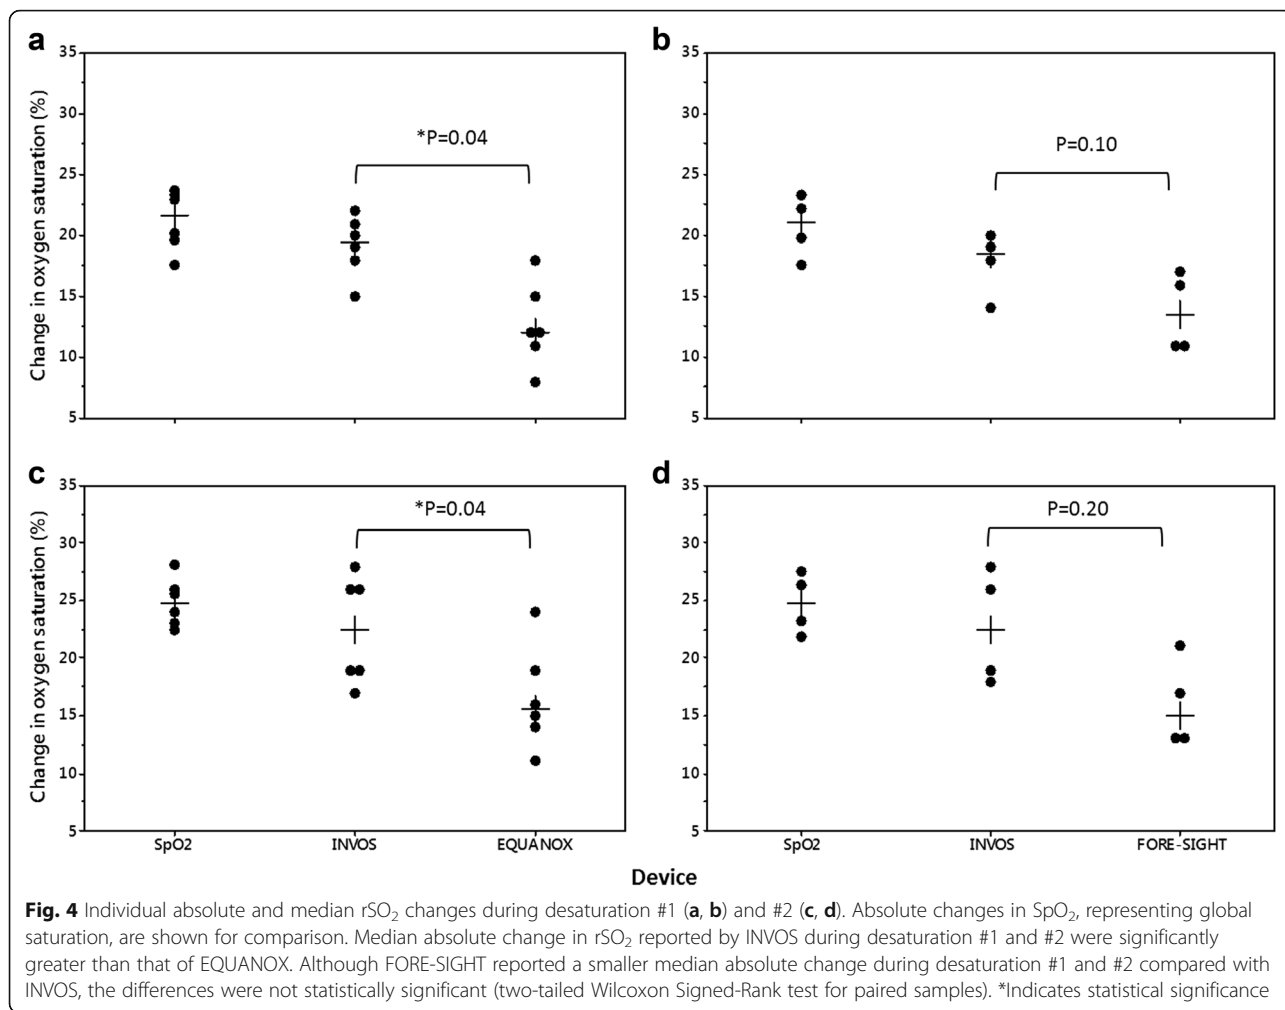 a
b
35
30
25
20
15
10
5
Change in oxygen saturation (%)
*P=0.04
35
30
25
20
15
10
5
P=0.10
c
d
35
30
25
20
15
10
5
Change in oxygen saturation (%)
*P=0.04
SpO2 INVOS EQUANOX
35
30
25
20
15
10
5
P=0.20
SpO2 INVOS FORE-SIGHT
Device
Fig. 4 Individual absolute and median rSO₂ changes during desaturation #1 (a, b) and #2 (c, d). Absolute changes in SpO₂, representing global
saturation, are shown for comparison. Median absolute change in rSO₂ reported by INVOS during desaturation #1 and #2 were significantly
greater than that of EQUANOX. Although FORE-SIGHT reported a smaller median absolute change during desaturation #1 and #2 compared with
INVOS, the differences were not statistically significant (two-tailed Wilcoxon Signed-Rank test for paired samples). *Indicates statistical significance